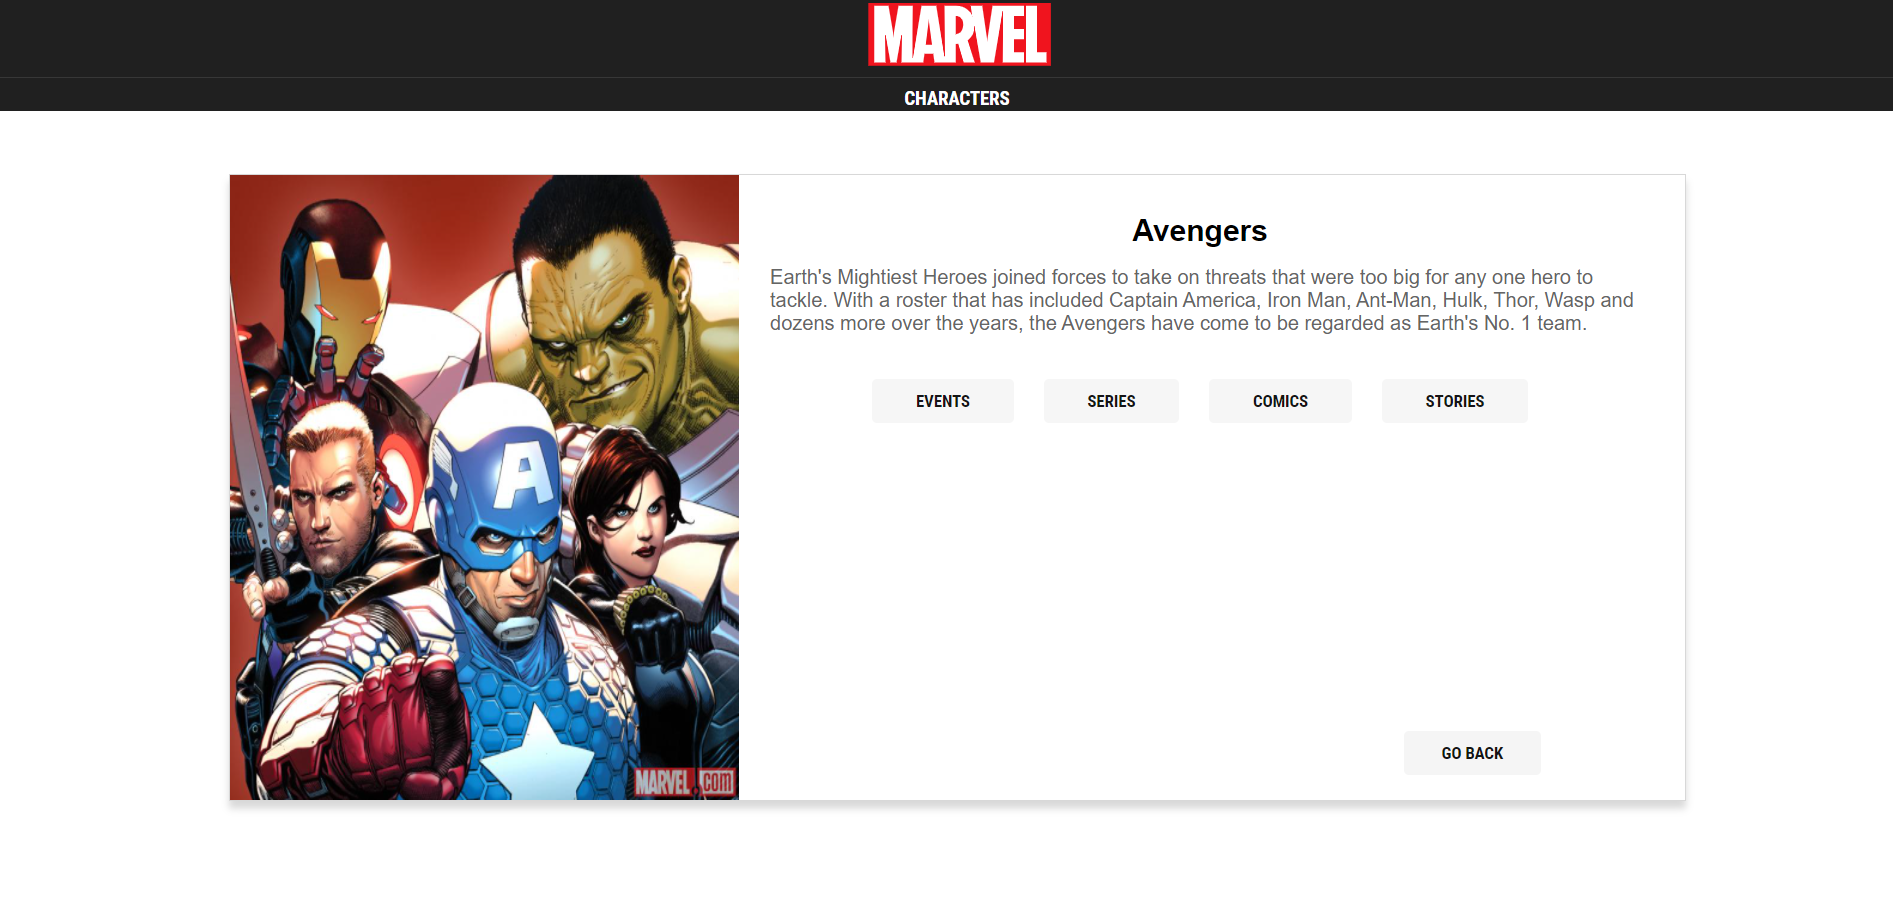 MARVEL
CHARACTERS
Avengers
Earth's Mightiest Heroes joined forces to take on threats that were too big for any one hero to
tackle. With a roster that has included Captain America, Iron Man, Ant-Man, Hulk, Thor, Wasp and
dozens more over the years, the Avengers have come to be regarded as Earth's No. 1 team.
EVENTS SERIES COMICS STORIES
A
MARVEL.com
GO BACK